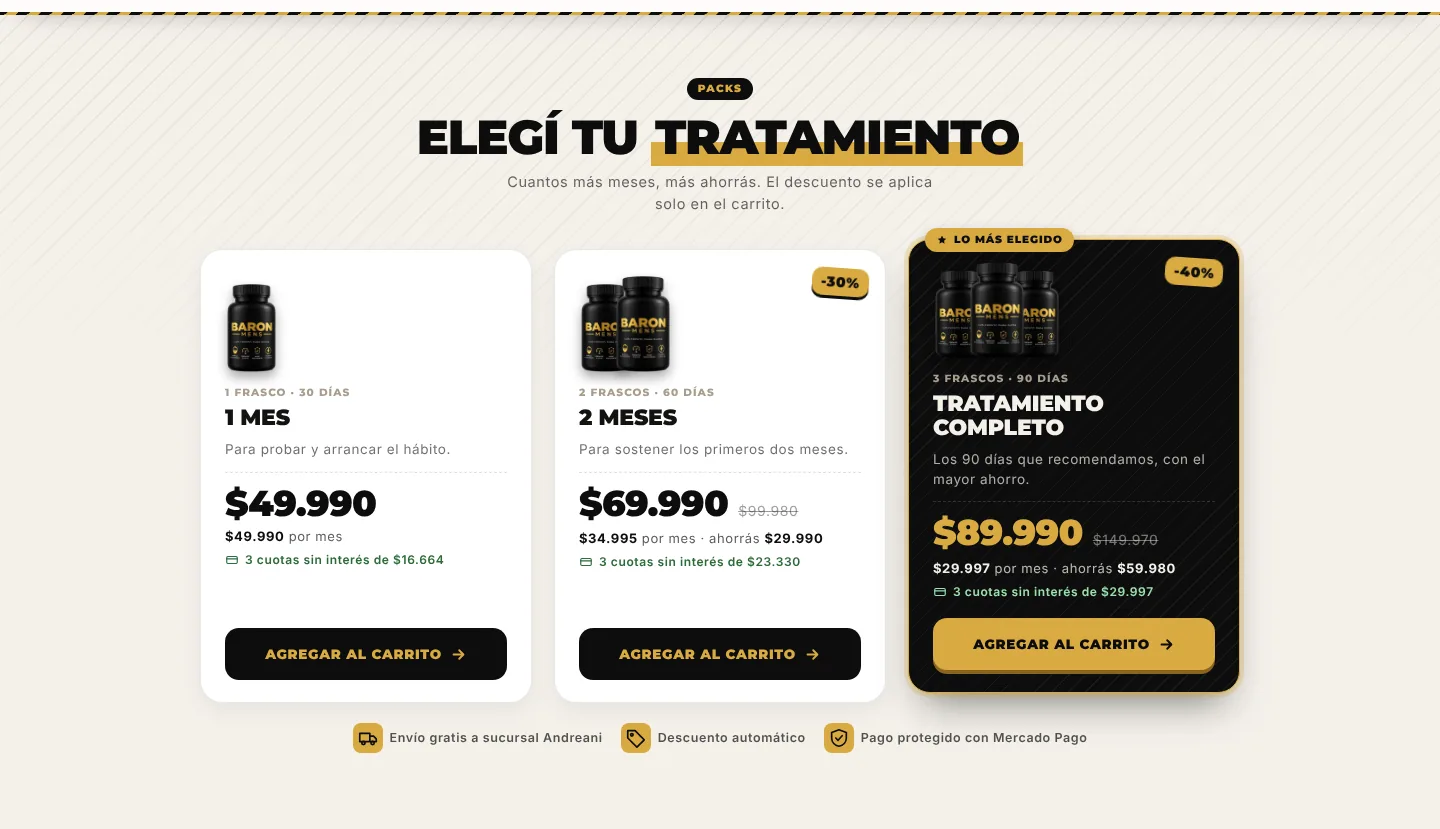 PACKS
ELEGÍ TU TRATAMIENTO
Cuantos más meses, más ahorrás. El descuento se aplica
solo en el carrito.
BARON
MENS
1 FRASCO · 30 DÍAS
1 MES
Para probar y arrancar el hábito.
$49.990
$49.990 por mes
3 cuotas sin interés de $16.664
AGREGAR AL CARRITO →
-30%
BARON
MENS
2 FRASCOS · 60 DÍAS
2 MESES
Para sostener los primeros dos meses.
$69.990 $99.980
$34.995 por mes · ahorrás $29.990
3 cuotas sin interés de $23.330
AGREGAR AL CARRITO →
★ LO MÁS ELEGIDO
-40%
BARON
MENS
3 FRASCOS · 90 DÍAS
TRATAMIENTO
COMPLETO
Los 90 días que recomendamos, con el
mayor ahorro.
$89.990 $149.970
$29.997 por mes · ahorrás $59.980
3 cuotas sin interés de $29.997
AGREGAR AL CARRITO →
Envío gratis a sucursal Andreani
Descuento automático
Pago protegido con Mercado Pago